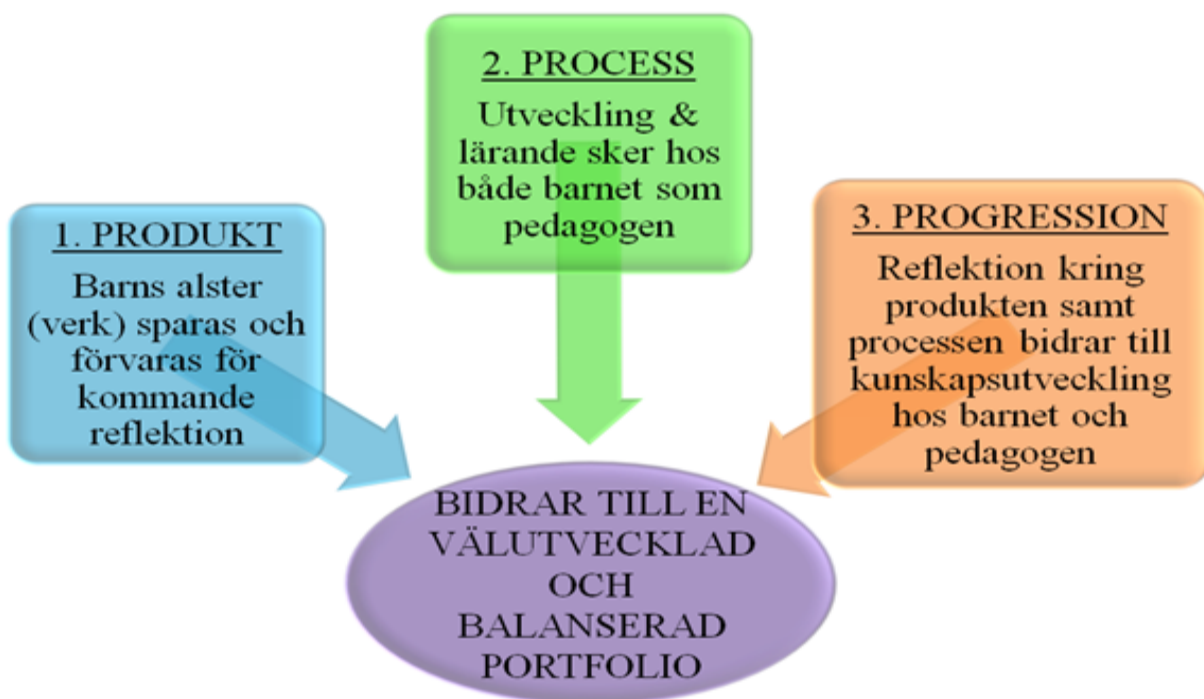 1. PRODUKT
Barns alster
(verk) sparas och
förvaras för
kommande
reflektion
2. PROCESS
Utveckling &
lärande sker hos
både barnet som
pedagogen
3. PROGRESSION
Reflektion kring
produkten samt
processen bidrar till
kunskapsutveckling
hos barnet och
pedagogen
BIDRAR TILL EN
VÄLUTVECKLAD
OCH
BALANSERAD
PORTFOLIO